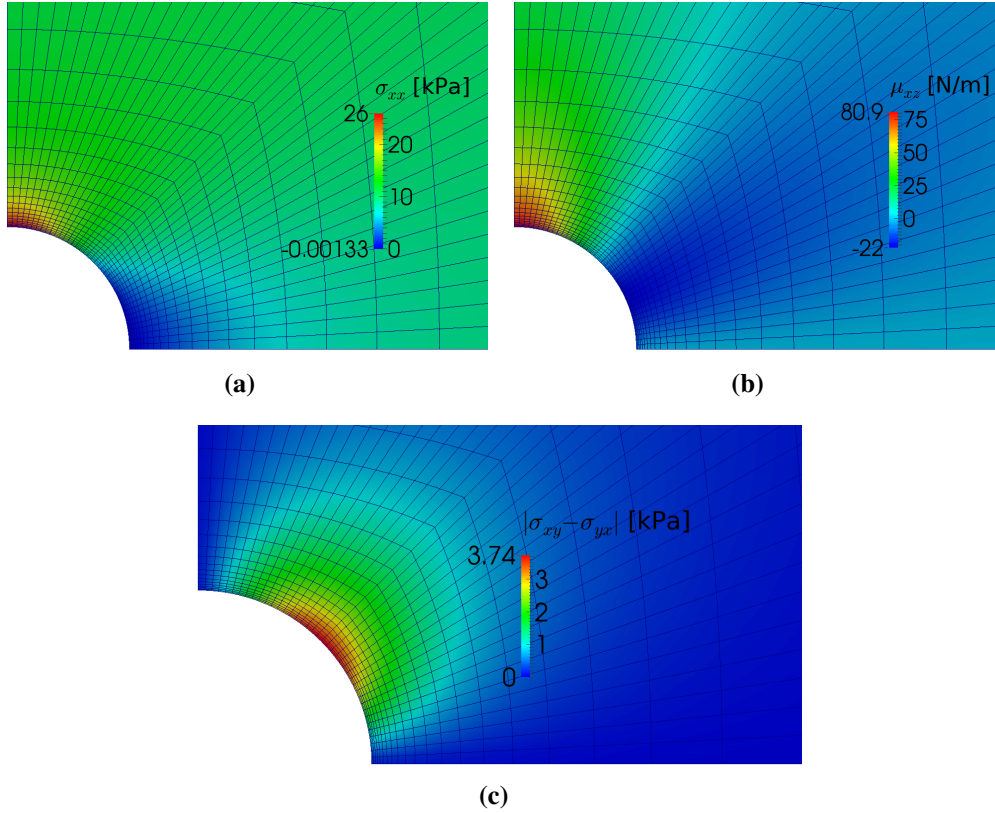 σxx [kPa]
26
20
10
-0.00133 0
(a)
μxz [N/m]
80.9
75
50
25
0
-22
(b)
|σxy−σyx| [kPa]
3.74
3
2
1
0
(c)